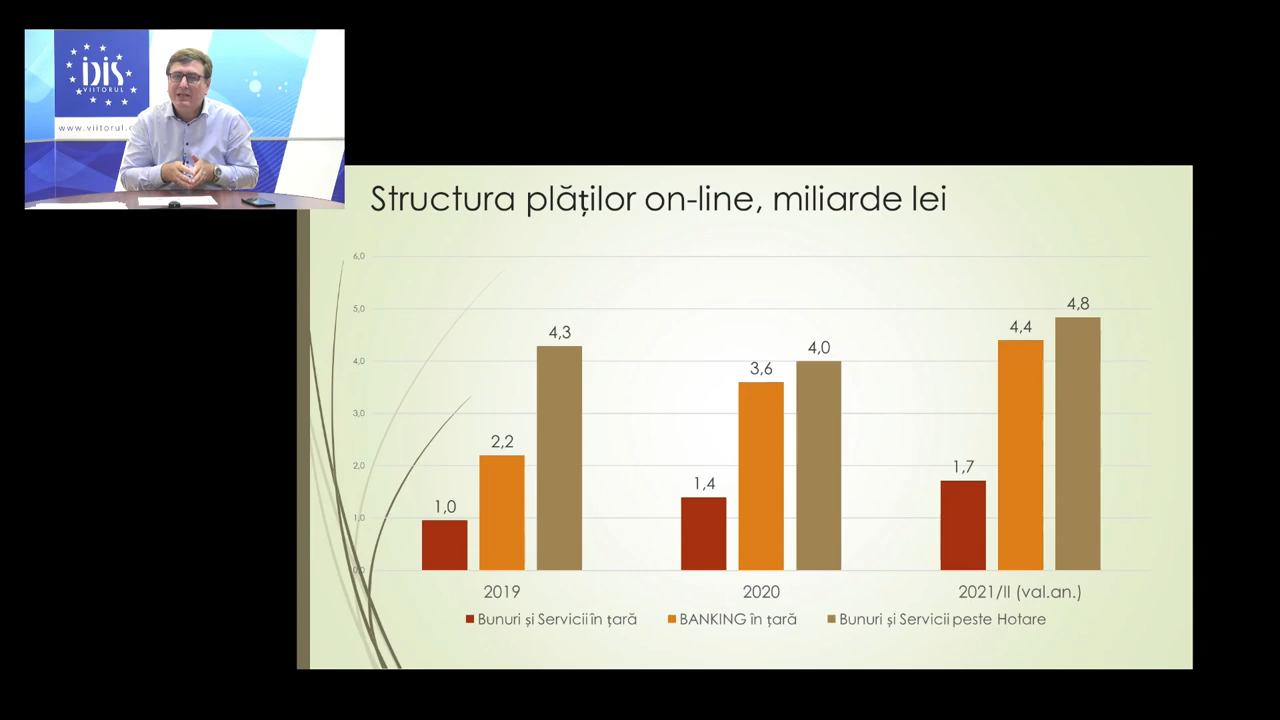 iDiS
VIITORUL
www.viitorul.
Structura plăților on-line, miliarde lei
6,0
5,0
4,0
3,0
2,0
1,0
0,0
1,0
2,2
4,3
1,4
3,6
4,0
1,7
4,4
4,8
2019
2020
2021/II (val.an.)
Bunuri și Servicii în țară
BANKING în țară
Bunuri și Servicii peste Hotare